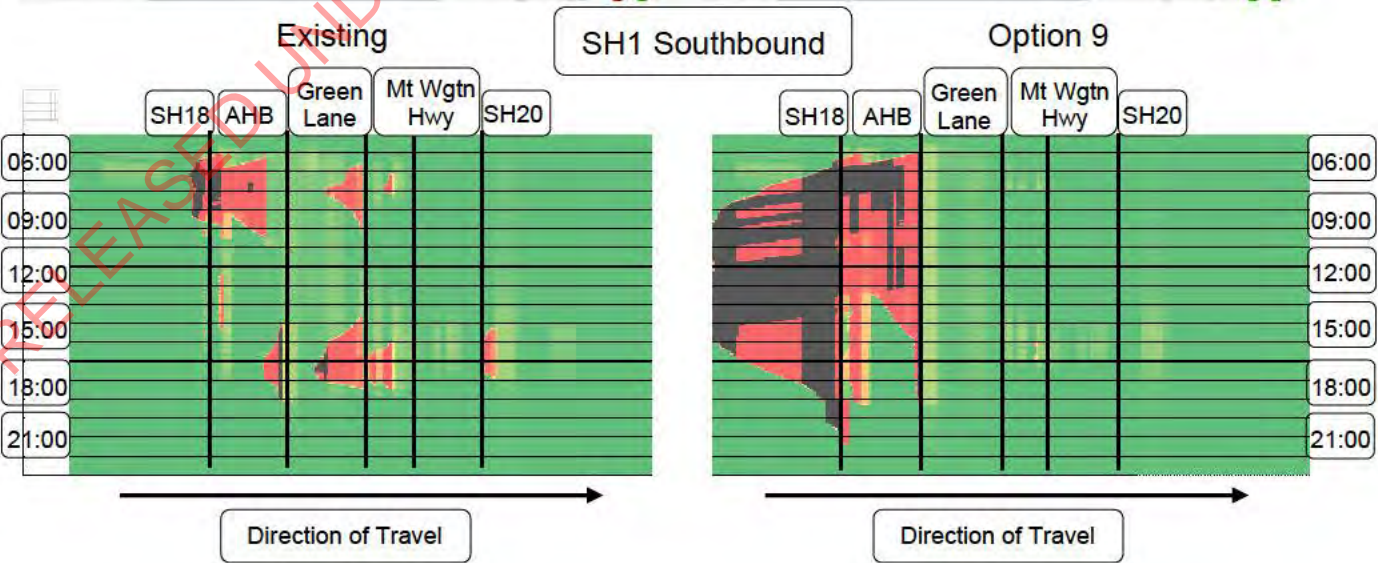 Existing
SH1 Southbound
Option 9
SH18
AHB
Green
Lane
Mt Wgtn
Hwy
SH20
SH18
AHB
Green
Lane
Mt Wgtn
Hwy
SH20
06:00
09:00
12:00
15:00
18:00
21:00
06:00
09:00
12:00
15:00
18:00
21:00
Direction of Travel
Direction of Travel
RELEASED UND